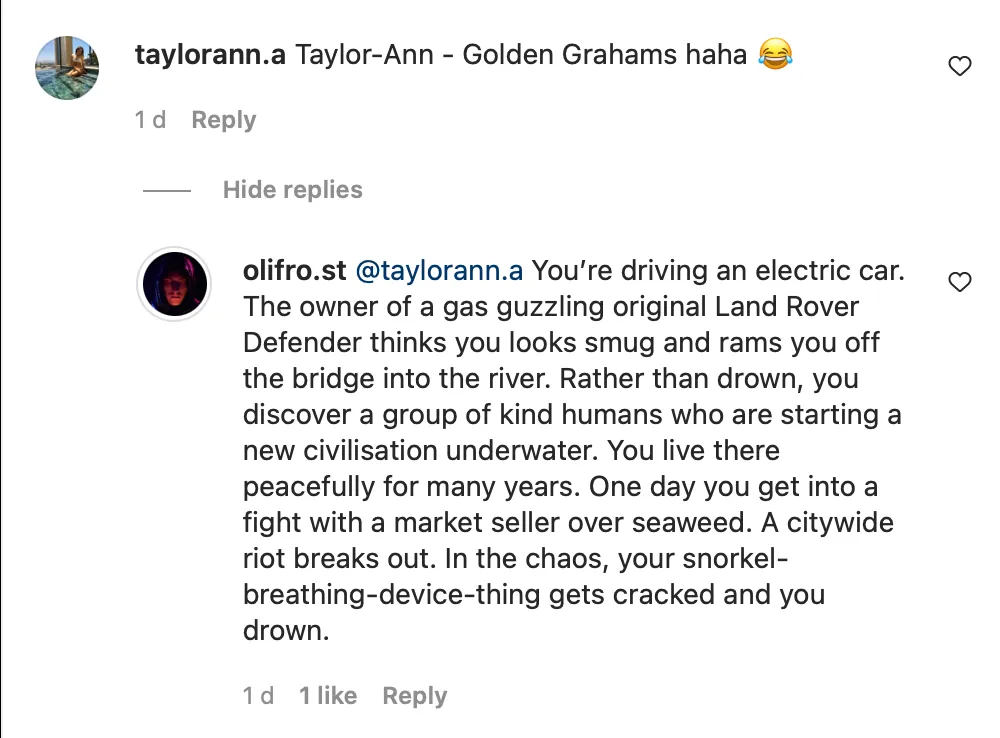 taylorann.a Taylor-Ann - Golden Grahams haha 😂
1 d Reply
Hide replies
olifro.st @taylorann.a You’re driving an electric car.
The owner of a gas guzzling original Land Rover
Defender thinks you looks smug and rams you off
the bridge into the river. Rather than drown, you
discover a group of kind humans who are starting a
new civilisation underwater. You live there
peacefully for many years. One day you get into a
fight with a market seller over seaweed. A citywide
riot breaks out. In the chaos, your snorkel-
breathing-device-thing gets cracked and you
drown.
1 d 1 like Reply